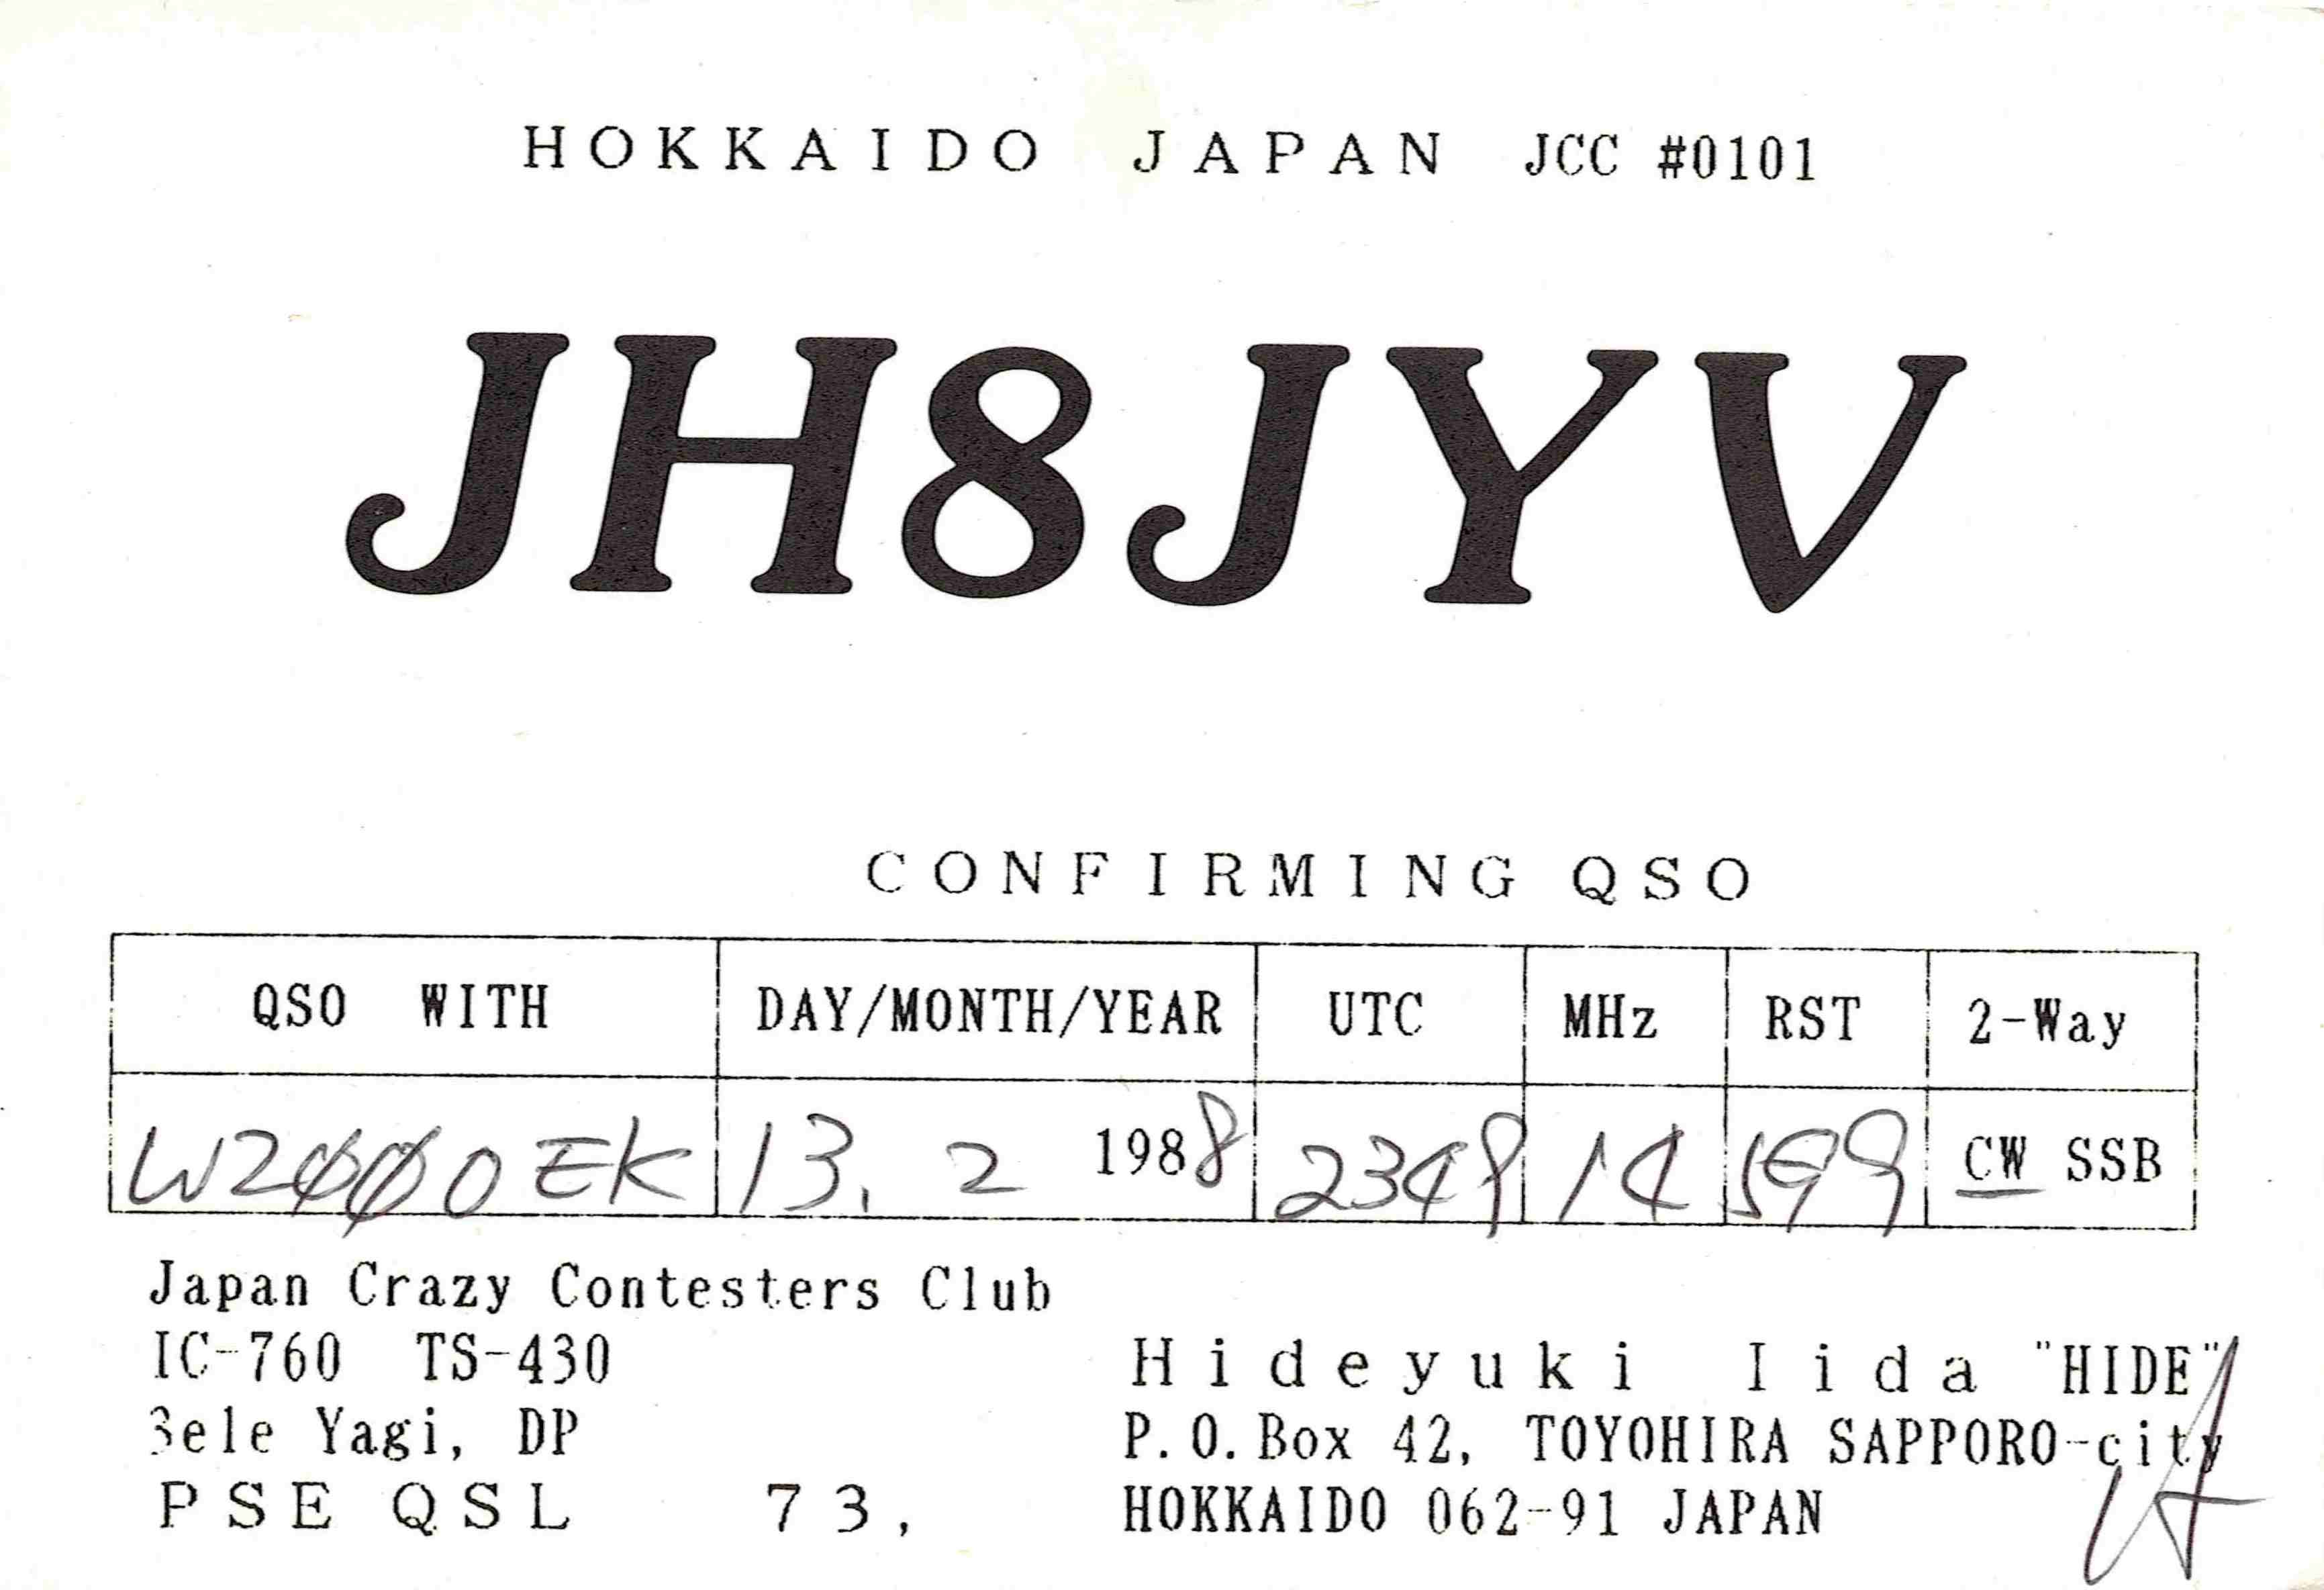 HOKKAIDO JAPAN JCC #0101
JH8JYV
CONFIRMING QSO
QSO WITH DAY/MONTH/YEAR UTC MHz RST 2-Way
13. 2 1988 2349 14 599 CW SSB
Japan Crazy Contesters Club
IC-760 TS-430
3ele Yagi, DP
PSE QSL 73,
Hideyuki Iida "HIDE"
P.O.Box 42, TOYOHIRA SAPPORO-city
HOKKAIDO 062-91 JAPAN